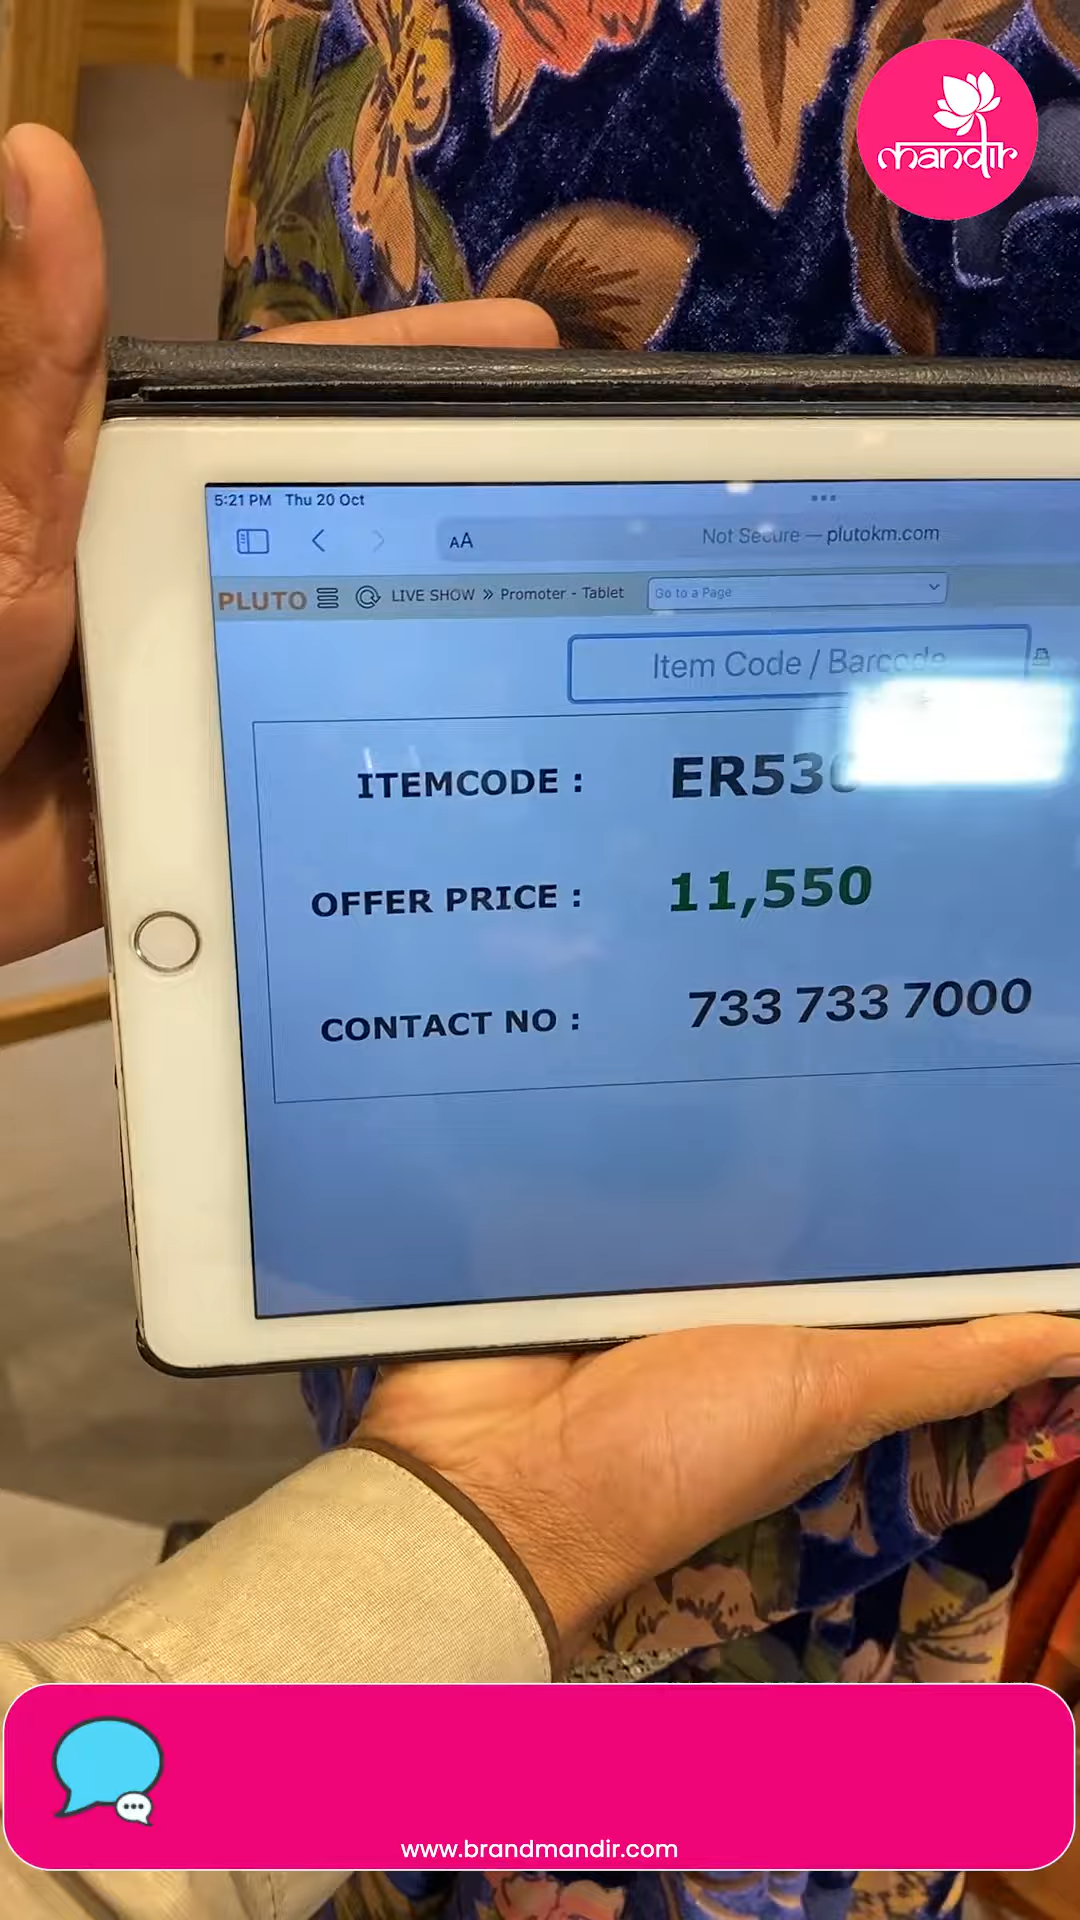 mandir
5:21 PM Thu 20 Oct
AA
Not Secure — plutokm.com
PLUTO
LIVE SHOW » Promoter - Tablet
Go to a Page
Item Code / Barcode
ITEMCODE :
OFFER PRICE : 11,550
CONTACT NO : 733 733 7000
www.brandmandir.com